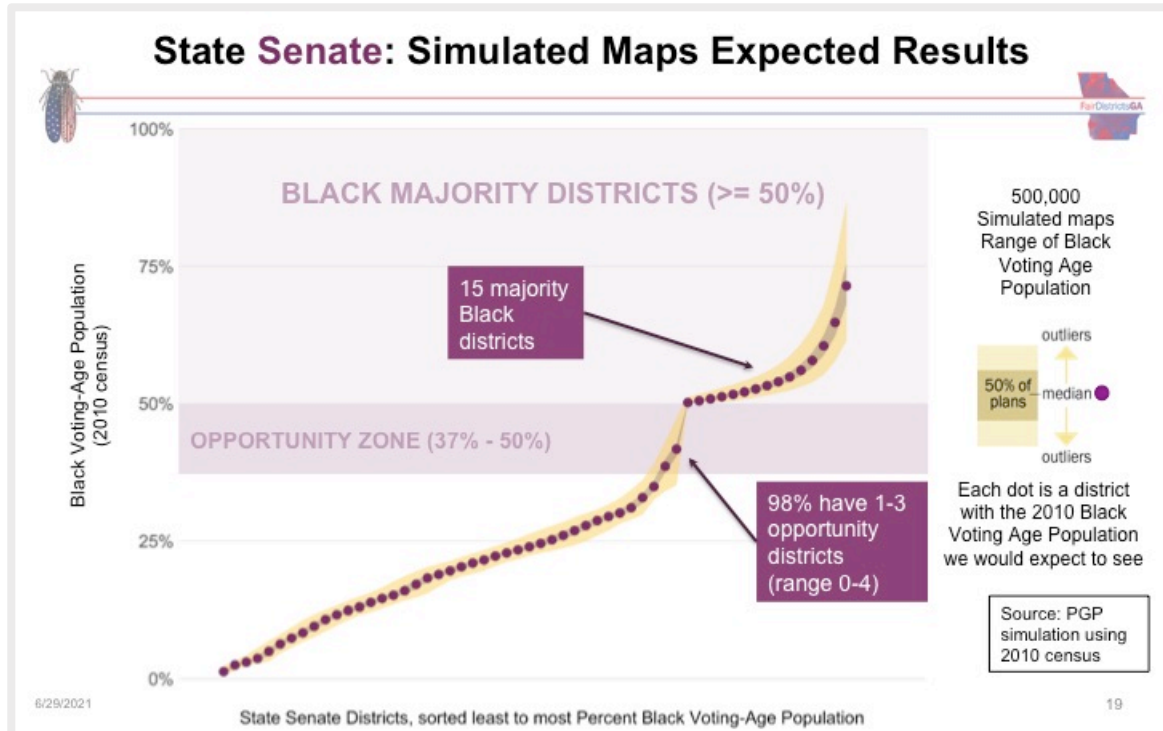 State Senate: Simulated Maps Expected Results
FairDistrictsGA
100%
75%
50%
25%
0%
Black Voting-Age Population
(2010 census)
BLACK MAJORITY DISTRICTS (>= 50%)
15 majority
Black
districts
OPPORTUNITY ZONE (37% - 50%)
98% have 1-3
opportunity
districts
(range 0-4)
State Senate Districts, sorted least to most Percent Black Voting-Age Population
500,000
Simulated maps
Range of Black
Voting Age
Population
outliers
50% of
plans
median
outliers
Each dot is a district
with the 2010 Black
Voting Age Population
we would expect to see
Source: PGP
simulation using
2010 census
6/29/2021
19